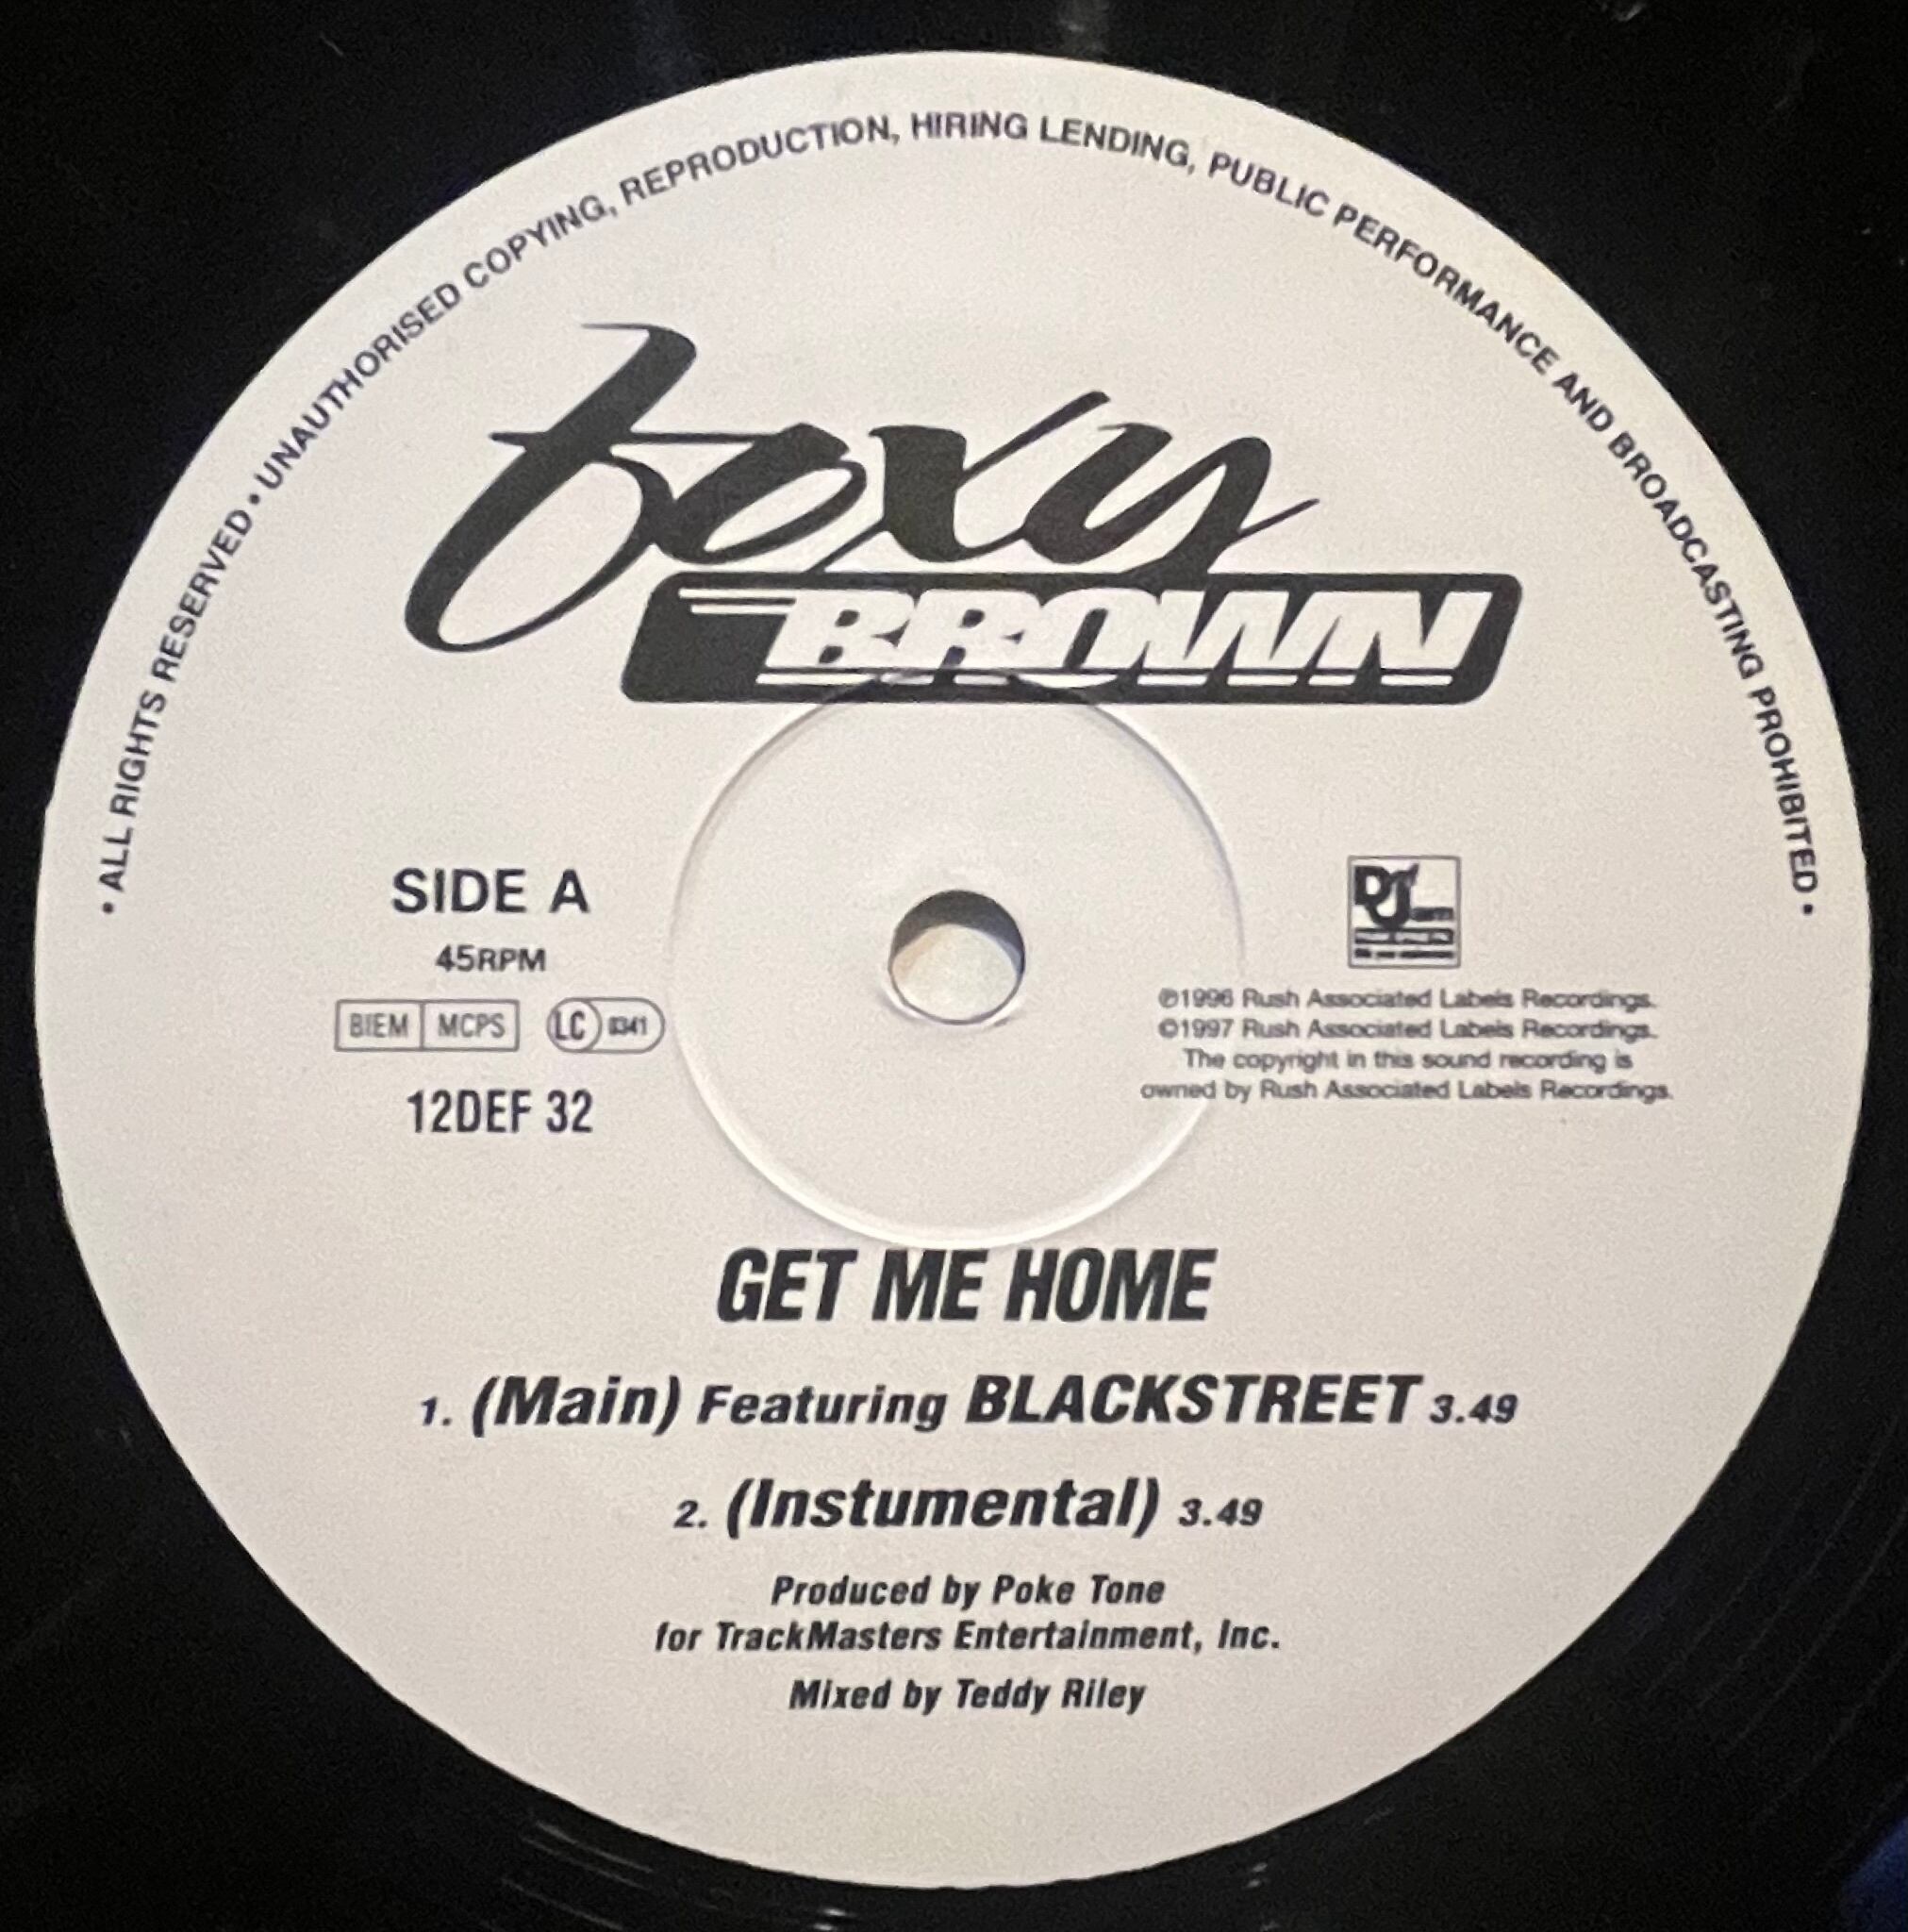 • ALL RIGHTS RESERVED • UNAUTHORISED COPYING, REPRODUCTION, HIRING LENDING, PUBLIC PERFORMANCE AND BROADCASTING PROHIBITED •
foxy
BROWN
SIDE A
45RPM
BIEM MCPS LC 0341
12DEF 32
DEF Jam
℗1996 Rush Associated Labels Recordings.
©1997 Rush Associated Labels Recordings.
The copyright in this sound recording is
owned by Rush Associated Labels Recordings.
GET ME HOME
1. (Main) Featuring BLACKSTREET 3.49
2. (Instumental) 3.49
Produced by Poke Tone
for TrackMasters Entertainment, Inc.
Mixed by Teddy Riley